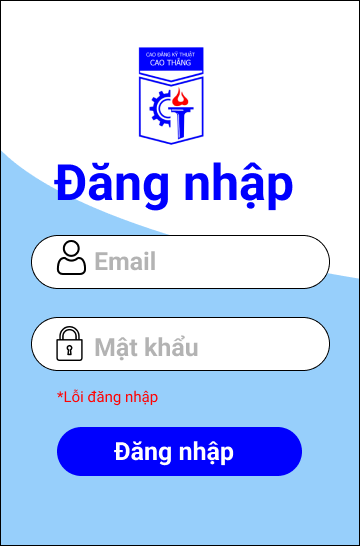 CAO ĐẲNG KỸ THUẬT
CAO THẮNG
Đăng nhập
Email
Mật khẩu
*Lỗi đăng nhập
Đăng nhập